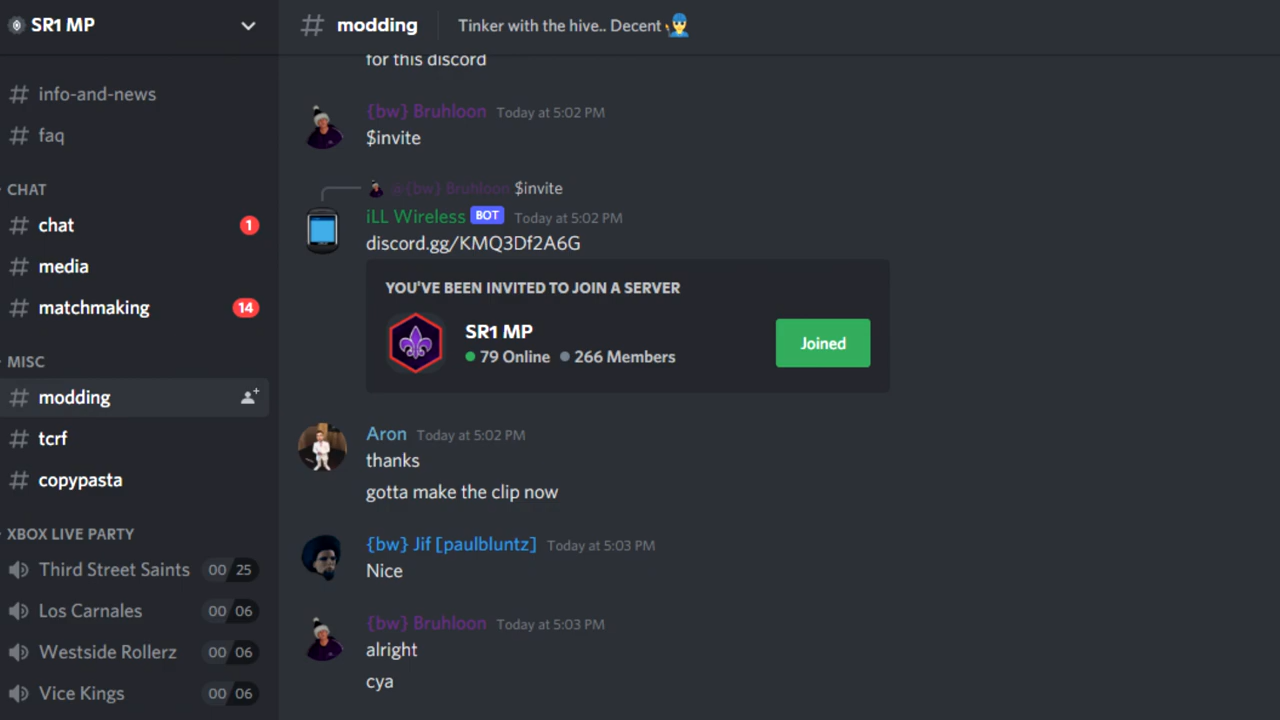 SR1 MP
# info-and-news
# faq
CHAT
# chat 1
# media
# matchmaking 14
MISC
# modding
# tcrf
# copypasta
XBOX LIVE PARTY
Third Street Saints 00 25
Los Carnales 00 06
Westside Rollerz 00 06
Vice Kings 00 06
# modding Tinker with the hive.. Decent
for this discord
{bw} Bruhloon Today at 5:02 PM
$invite
@{bw} Bruhloon $invite
iLL Wireless BOT Today at 5:02 PM
discord.gg/KMQ3Df2A6G
YOU'VE BEEN INVITED TO JOIN A SERVER
SR1 MP
79 Online 266 Members
Joined
Aron Today at 5:02 PM
thanks
gotta make the clip now
{bw} Jif [paulbluntz] Today at 5:03 PM
Nice
{bw} Bruhloon Today at 5:03 PM
alright
cya